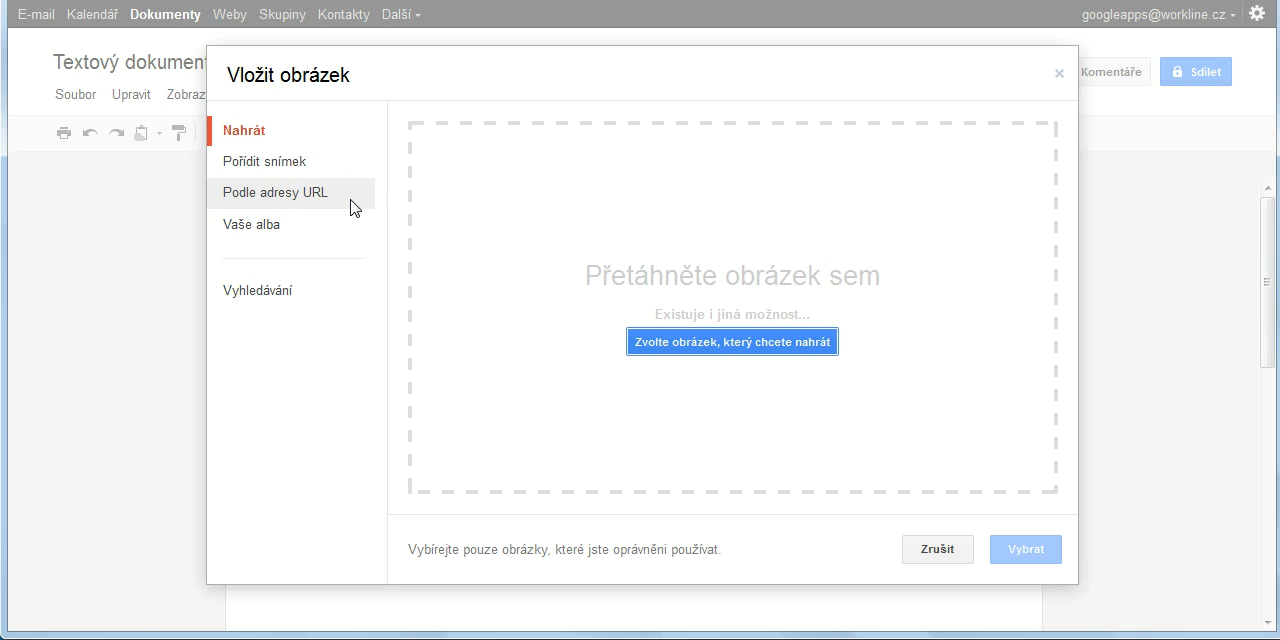 E-mail Kalendář Dokumenty Weby Skupiny Kontakty Další googleapps@workline.cz
Textový dokument
Soubor Upravit Zobraz
Komentáře Sdílet
Vložit obrázek
Nahrát
Pořídit snímek
Podle adresy URL
Vaše alba
Vyhledávání
Přetáhněte obrázek sem
Existuje i jiná možnost...
Zvolte obrázek, který chcete nahrát
Vybírejte pouze obrázky, které jste oprávněni používat.
Zrušit Vybrat